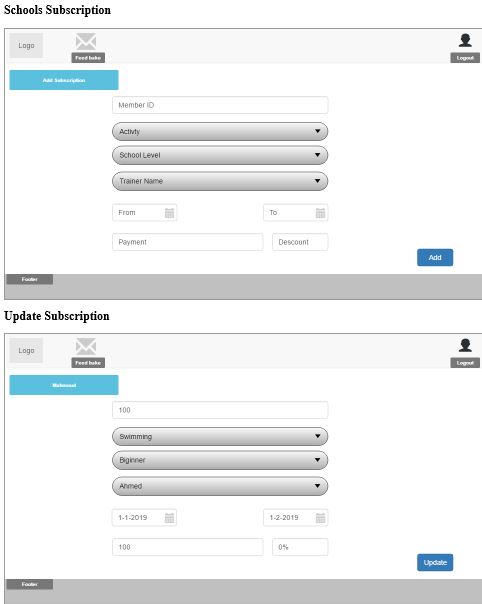 Schools Subscription
Logo
Feed bake
Logout
Add Subscription
Member ID
Activty
School Level
Trainer Name
From To
Payment Descount
Add
Footer
Update Subscription
Logo
Feed bake
Logout
Mahmoud
100
Swimming
Biginner
Ahmed
1-1-2019 1-2-2019
100 0%
Update
Footer